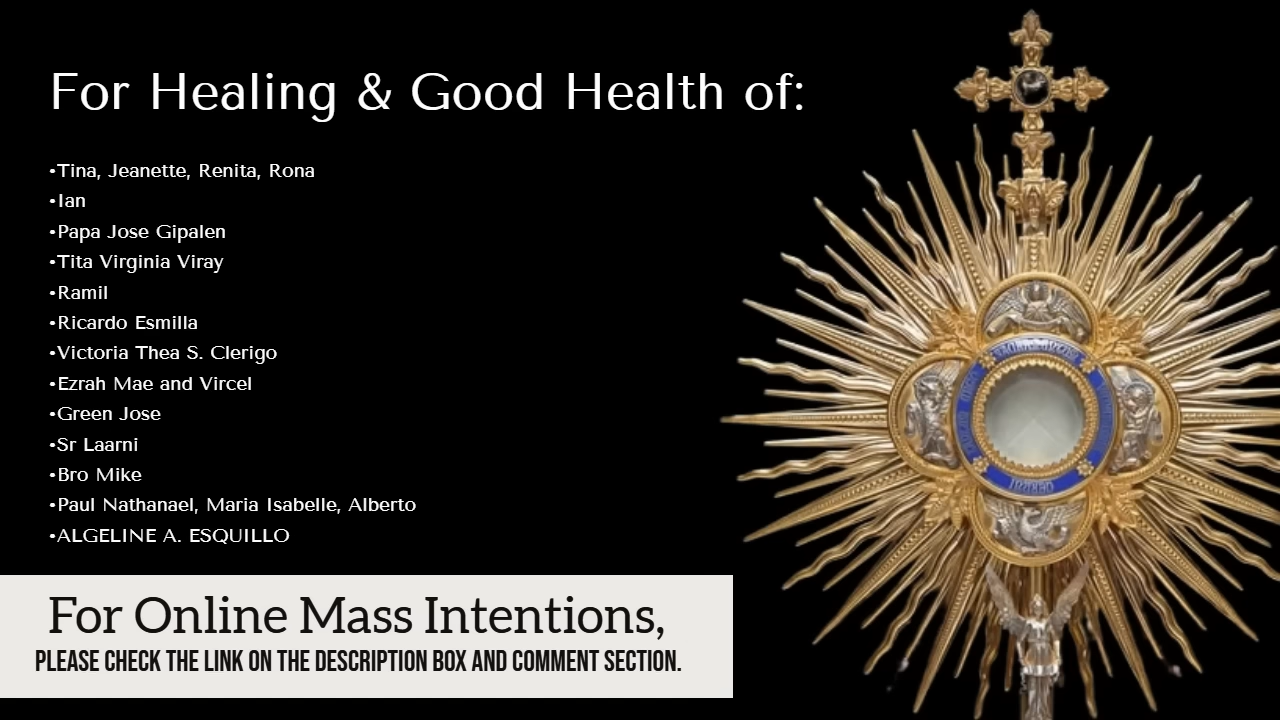 For Healing & Good Health of:
•Tina, Jeanette, Renita, Rona
•Ian
•Papa Jose Gipalen
•Tita Virginia Viray
•Ramil
•Ricardo Esmilla
•Victoria Thea S. Clerigo
•Ezrah Mae and Vircel
•Green Jose
•Sr Laarni
•Bro Mike
•Paul Nathanael, Maria Isabelle, Alberto
•ALGELINE A. ESQUILLO
For Online Mass Intentions,
PLEASE CHECK THE LINK ON THE DESCRIPTION BOX AND COMMENT SECTION.